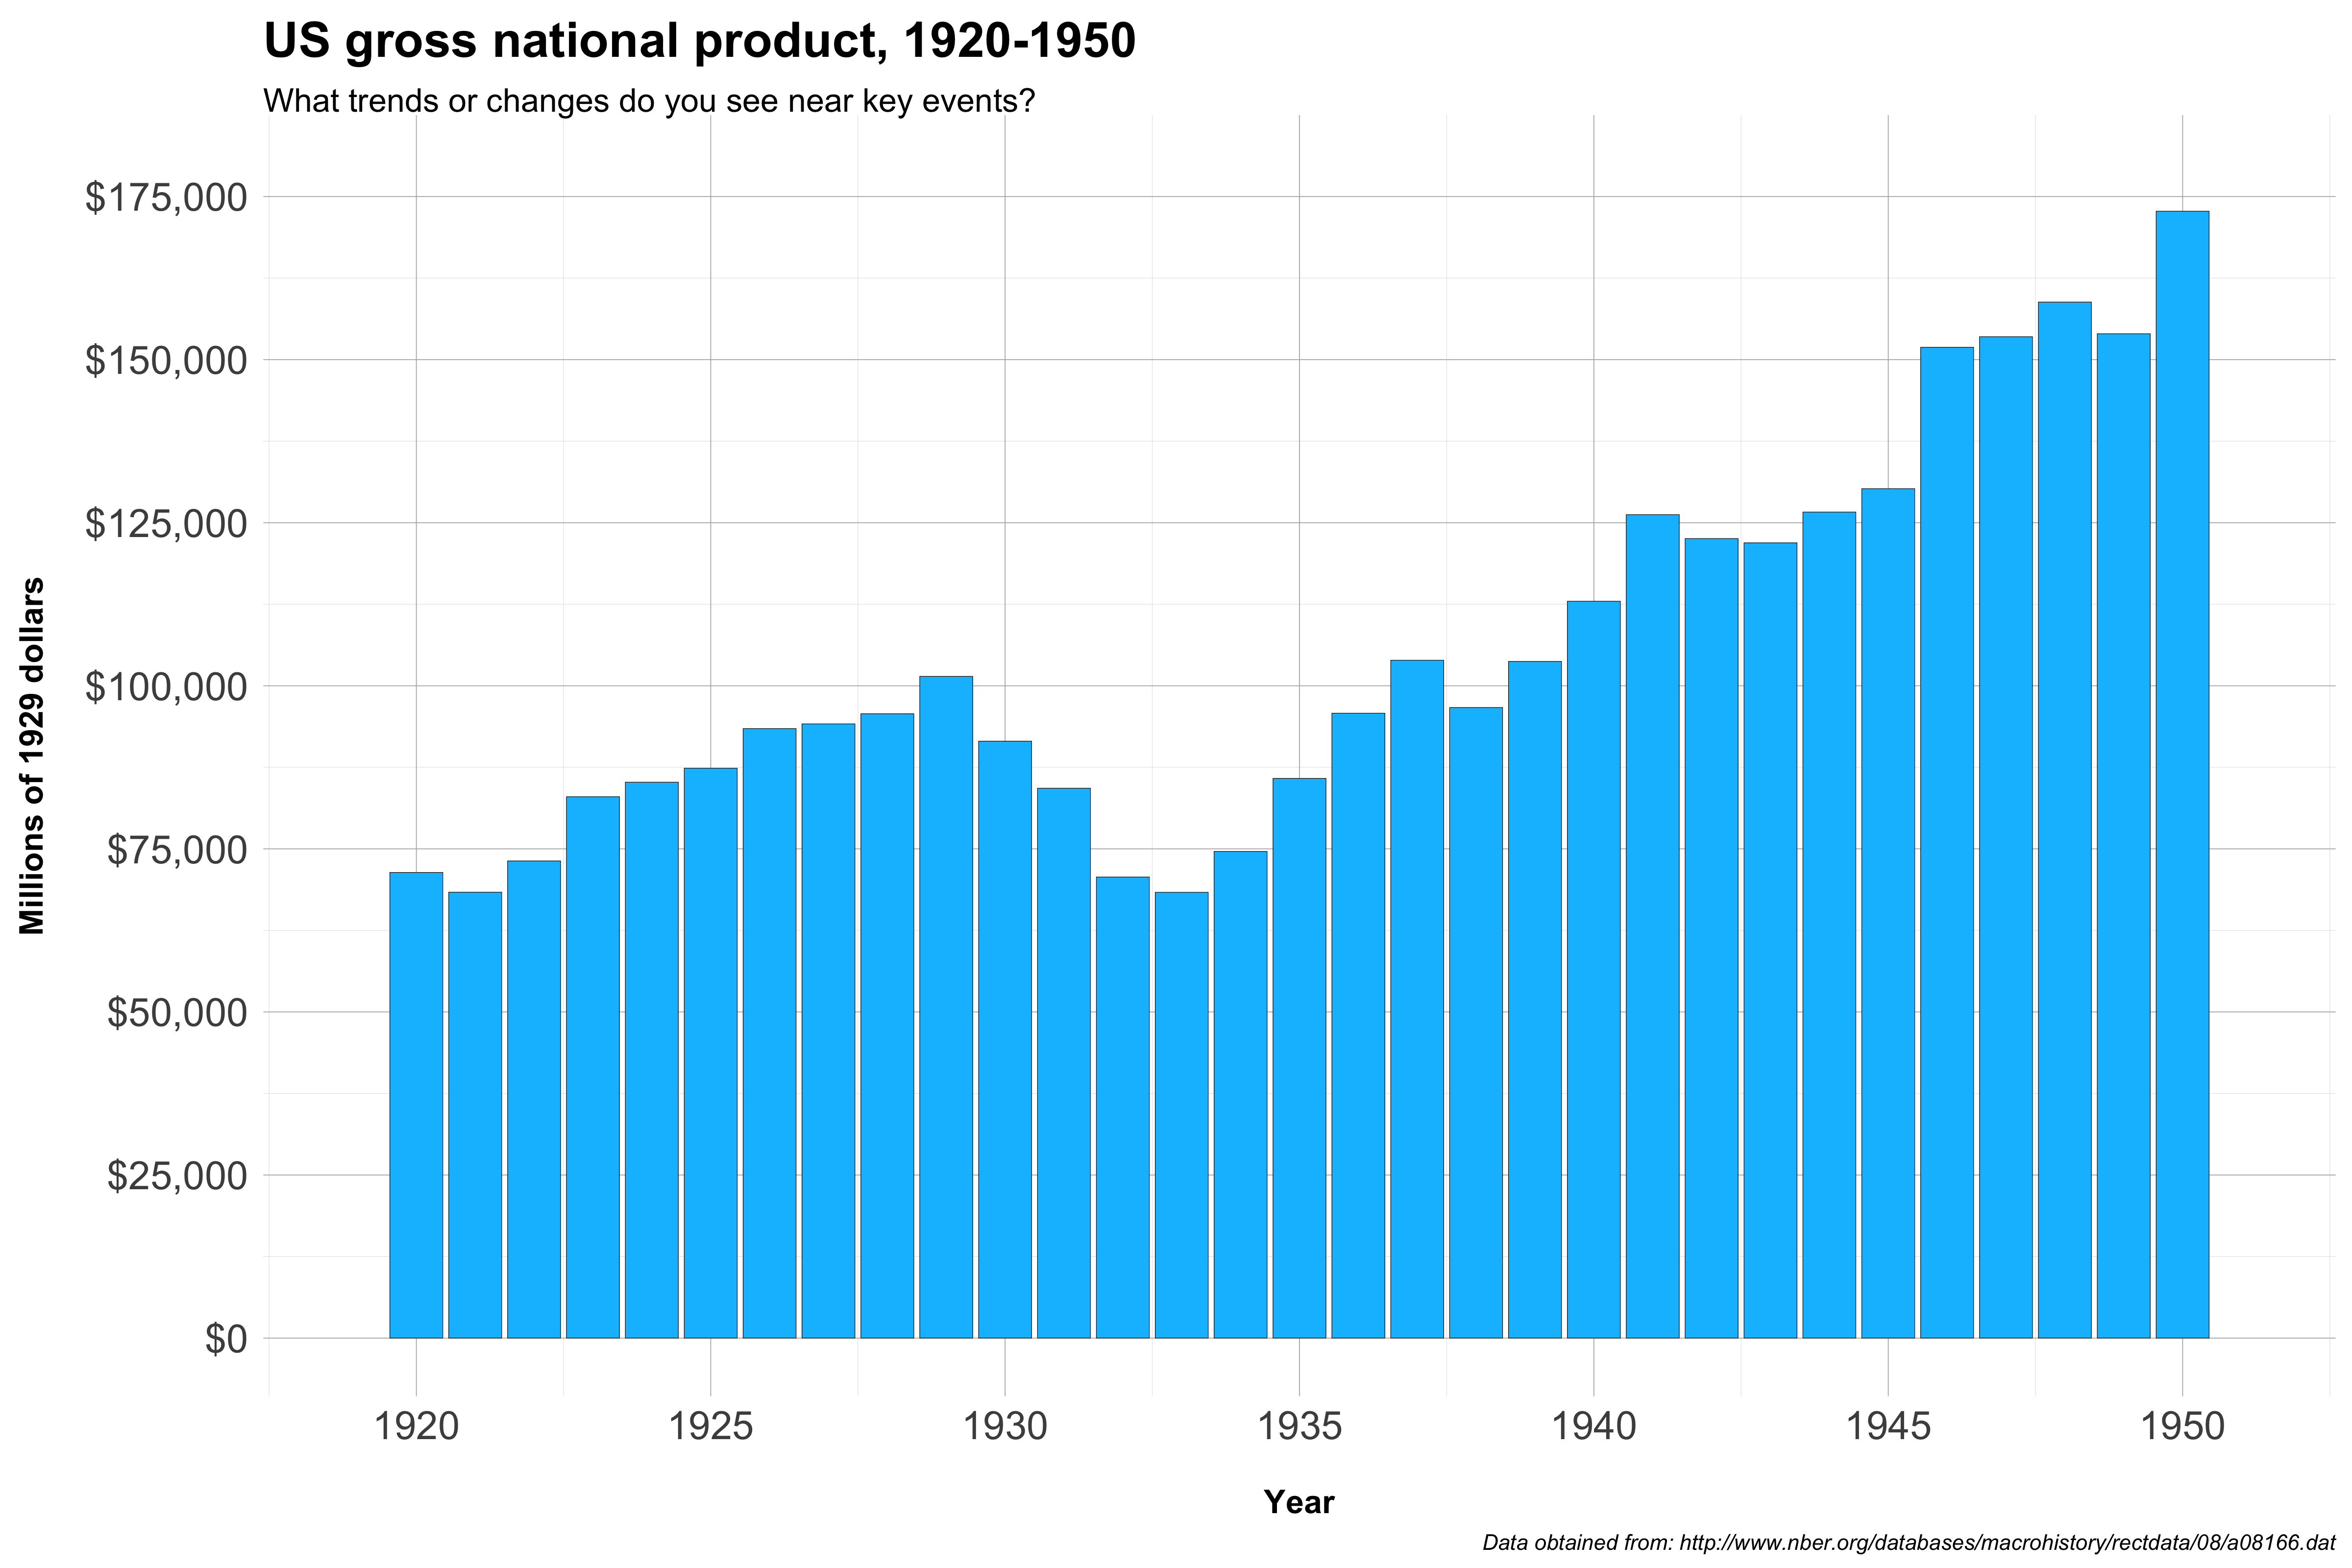 US gross national product, 1920-1950
What trends or changes do you see near key events?
$175,000
$150,000
$125,000
$100,000
$75,000
$50,000
$25,000
$0
Millions of 1929 dollars
1920 1925 1930 1935 1940 1945 1950
Year
Data obtained from: http://www.nber.org/databases/macrohistory/rectdata/08/a08166.dat